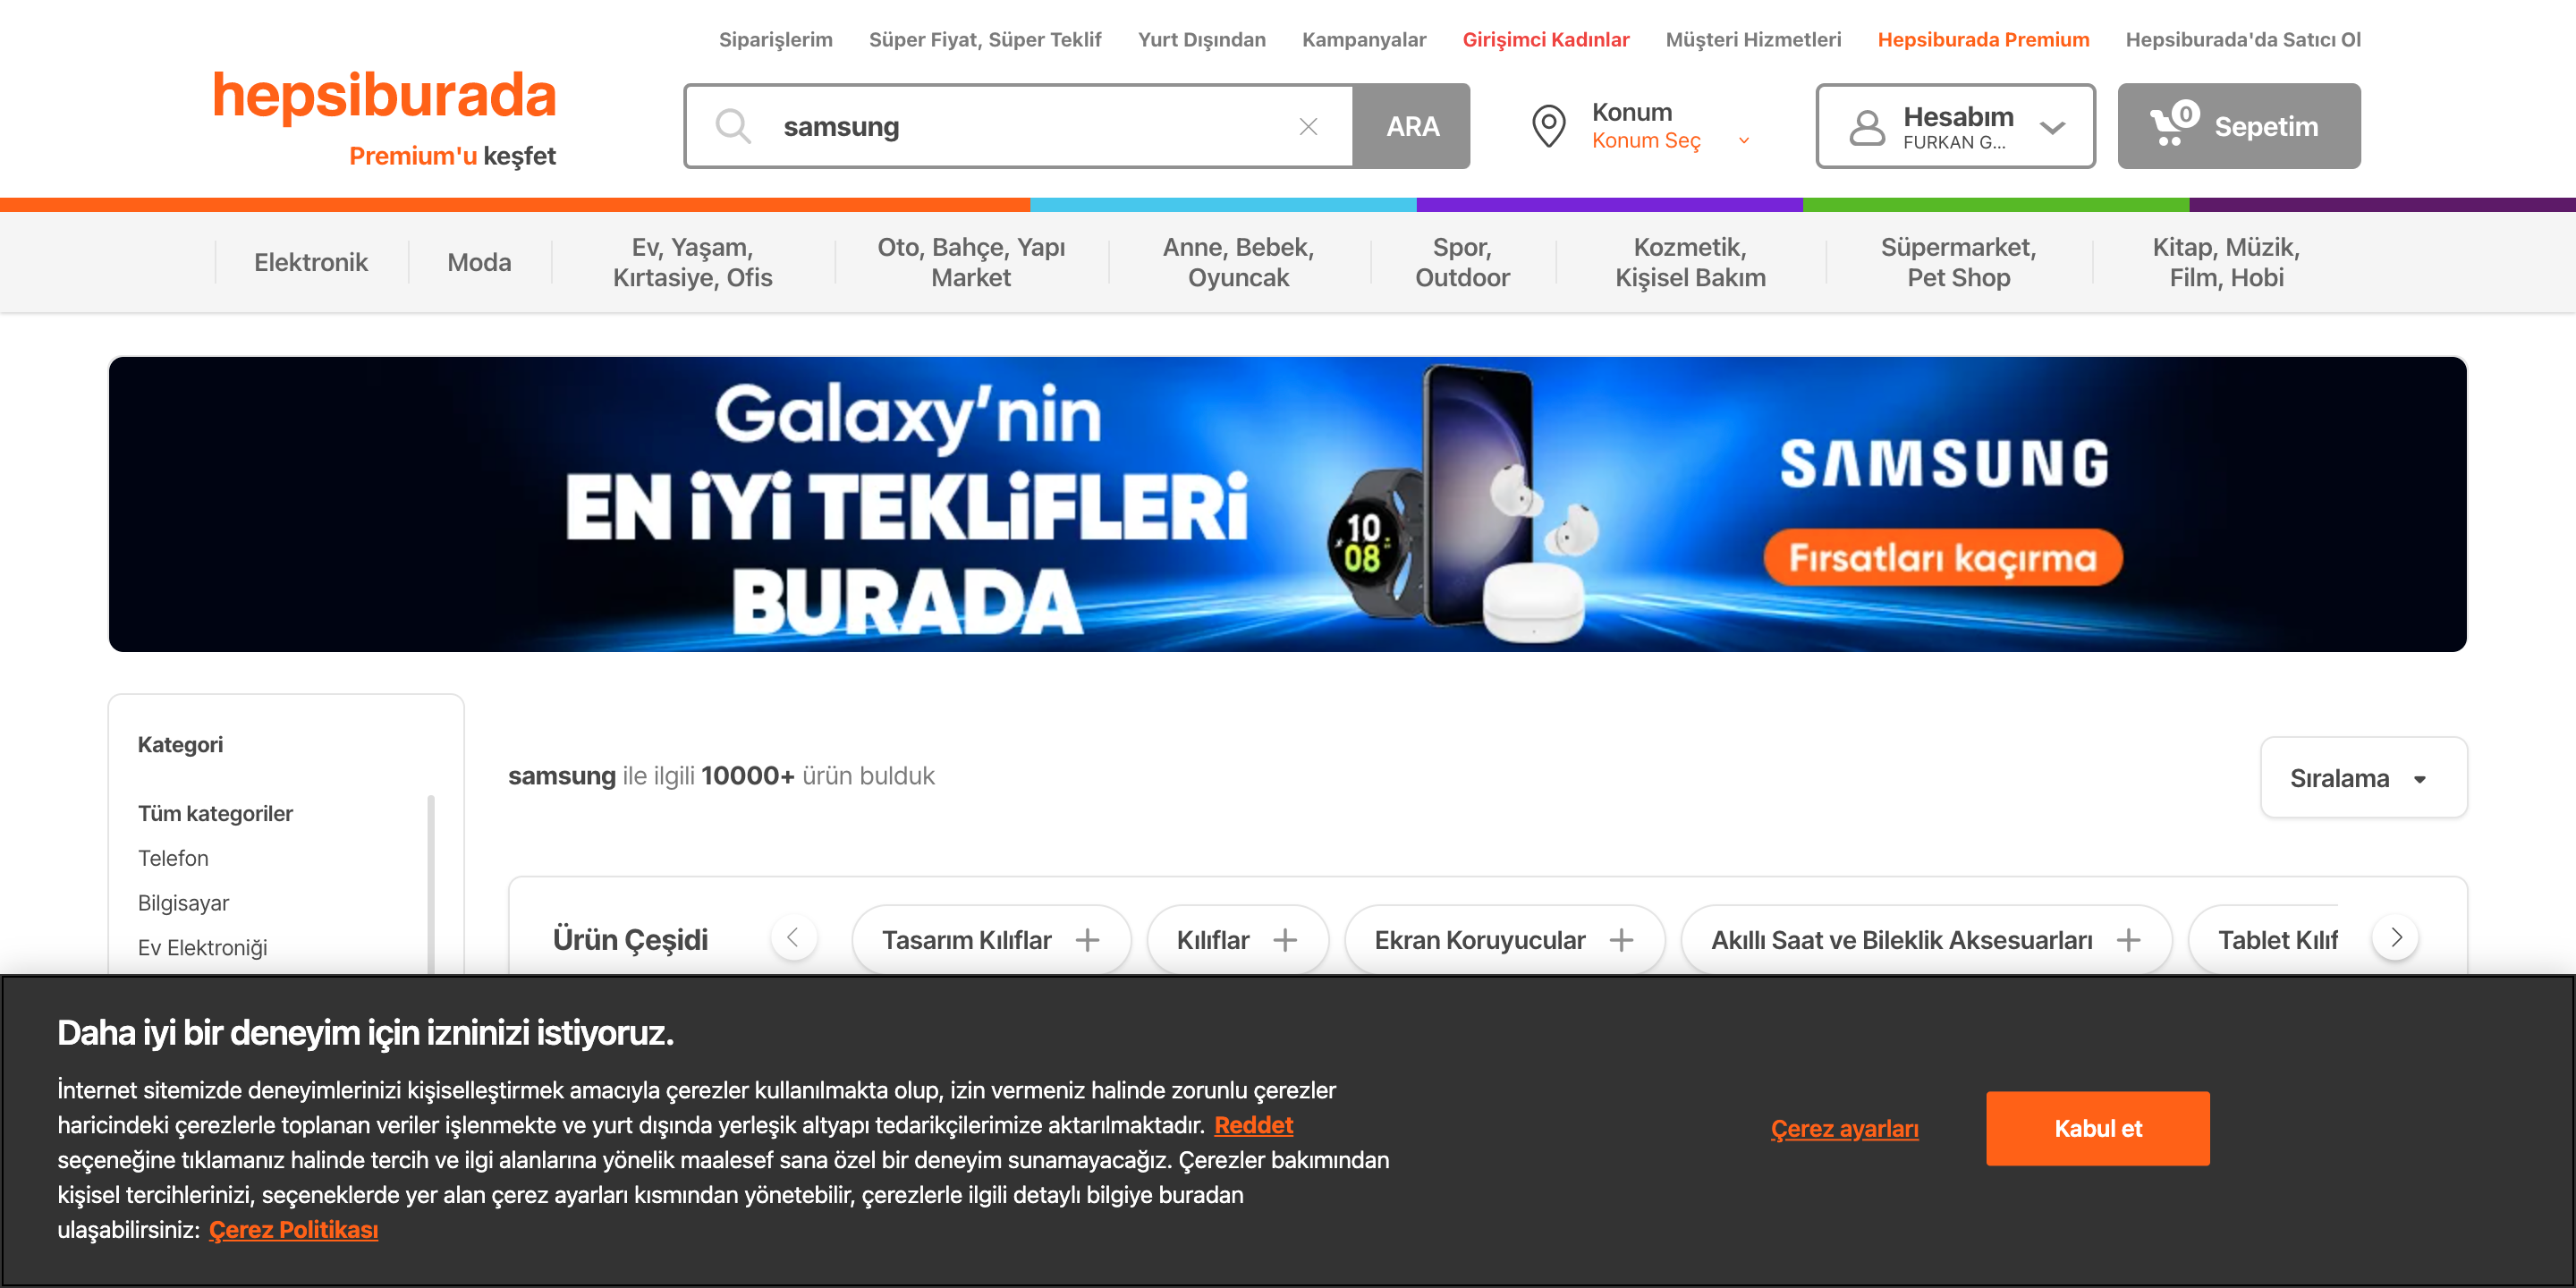 Siparişlerim Süper Fiyat, Süper Teklif Yurt Dışından Kampanyalar Girişimci Kadınlar Müşteri Hizmetleri Hepsiburada Premium Hepsiburada'da Satıcı Ol
hepsiburada
Premium'u keşfet
samsung
ARA
Konum
Konum Seç
Hesabım
FURKAN G...
0
Sepetim
Elektronik
Moda
Ev, Yaşam,
Kırtasiye, Ofis
Oto, Bahçe, Yapı
Market
Anne, Bebek,
Oyuncak
Spor,
Outdoor
Kozmetik,
Kişisel Bakım
Süpermarket,
Pet Shop
Kitap, Müzik,
Film, Hobi
Galaxy'nin
EN İYİ TEKLİFLERİ
BURADA
10
08
SAMSUNG
Fırsatları kaçırma
Kategori
Tüm kategoriler
Telefon
Bilgisayar
Ev Elektroniği
samsung ile ilgili 10000+ ürün bulduk
Sıralama
Ürün Çeşidi
Tasarım Kılıflar
Kılıflar
Ekran Koruyucular
Akıllı Saat ve Bileklik Aksesuarları
Tablet Kılıf
Daha iyi bir deneyim için izninizi istiyoruz.
İnternet sitemizde deneyimlerinizi kişiselleştirmek amacıyla çerezler kullanılmakta olup, izin vermeniz halinde zorunlu çerezler
haricindeki çerezlerle toplanan veriler işlenmekte ve yurt dışında yerleşik altyapı tedarikçilerimize aktarılmaktadır. Reddet
seçeneğine tıklamanız halinde tercih ve ilgi alanlarına yönelik maalesef sana özel bir deneyim sunamayacağız. Çerezler bakımından
kişisel tercihlerinizi, seçeneklerde yer alan çerez ayarları kısmından yönetebilir, çerezlerle ilgili detaylı bilgiye buradan
ulaşabilirsiniz: Çerez Politikası
Çerez ayarları
Kabul et